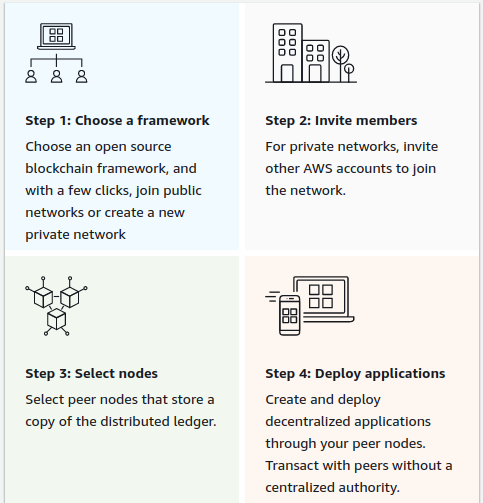 Step 1: Choose a framework
Choose an open source
blockchain framework, and
with a few clicks, join public
networks or create a new
private network
Step 2: Invite members
For private networks, invite
other AWS accounts to join
the network.
Step 3: Select nodes
Select peer nodes that store a
copy of the distributed ledger.
Step 4: Deploy applications
Create and deploy
decentralized applications
through your peer nodes.
Transact with peers without a
centralized authority.